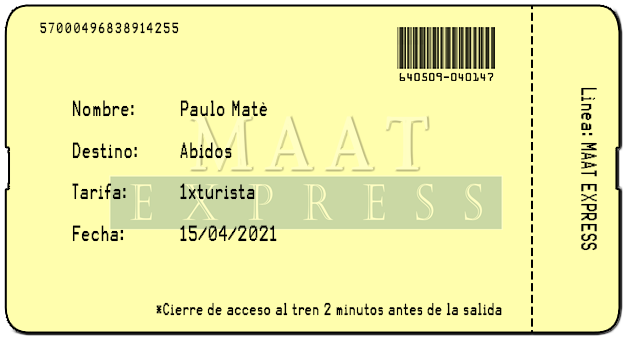 57000496838914255
640509-040147
Nombre: Paulo Matè
Destino: Abidos
Tarifa: 1xturista
Fecha: 15/04/2021
MAAT
EXPRESS
*Cierre de acceso al tren 2 minutos antes de la salida
Lìnea: MAAT EXPRESS